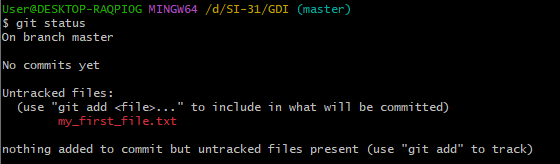 User@DESKTOP-RAQPIOG MINGW64 /d/SI-31/GDI (master)
$ git status
On branch master
No commits yet
Untracked files:
(use "git add <file>..." to include in what will be committed)
my_first_file.txt
nothing added to commit but untracked files present (use "git add" to track)